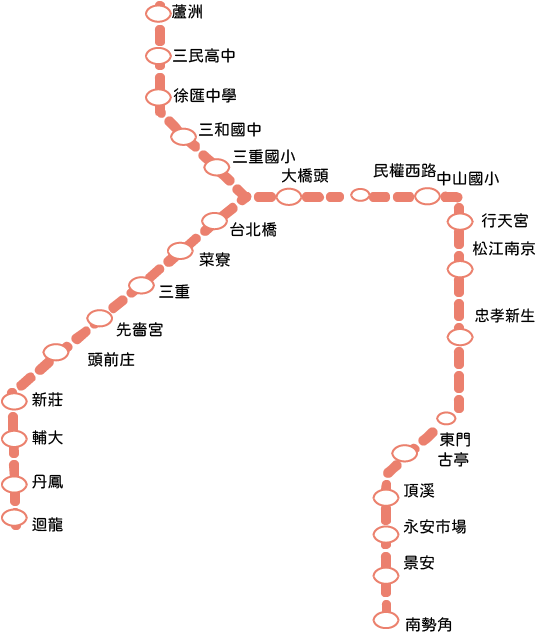 蘆洲
三民高中
徐匯中學
三和國中
三重國小
大橋頭
民權西路
中山國小
行天宮
松江南京
忠孝新生
東門
古亭
頂溪
永安市場
景安
南勢角
台北橋
菜寮
三重
先嗇宮
頭前庄
新莊
輔大
丹鳳
迴龍